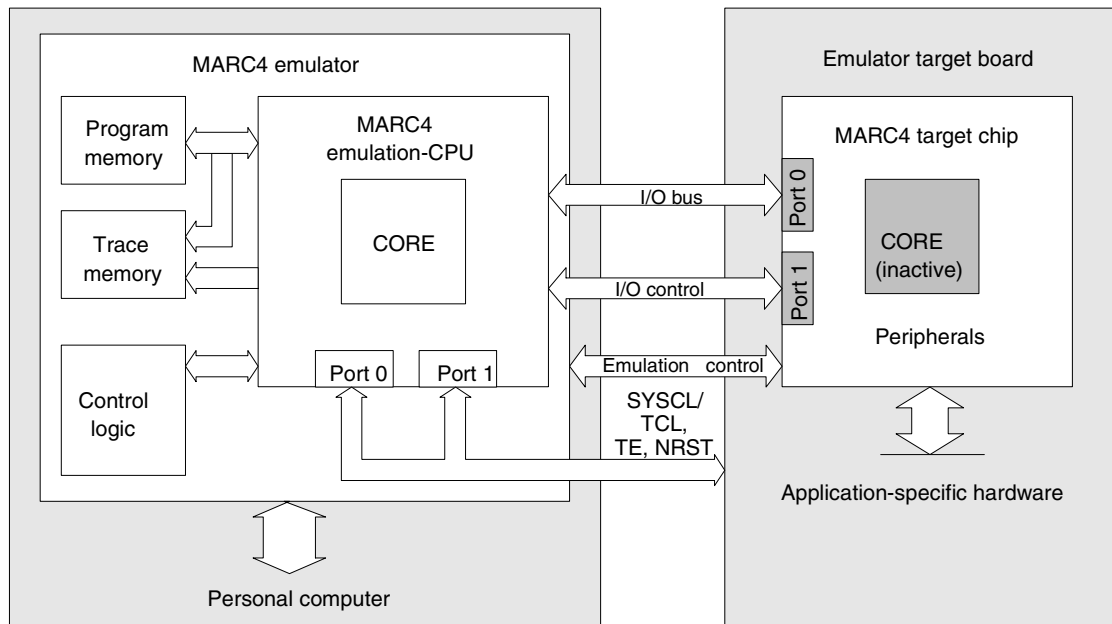 MARC4 emulator
Program
memory
Trace
memory
Control
logic
MARC4
emulation-CPU
CORE
Port 0
Port 1
Personal computer
I/O bus
I/O control
Emulation control
SYSCL/
TCL,
TE, NRST
Emulator target board
MARC4 target chip
Port 0
Port 1
CORE
(inactive)
Peripherals
Application-specific hardware